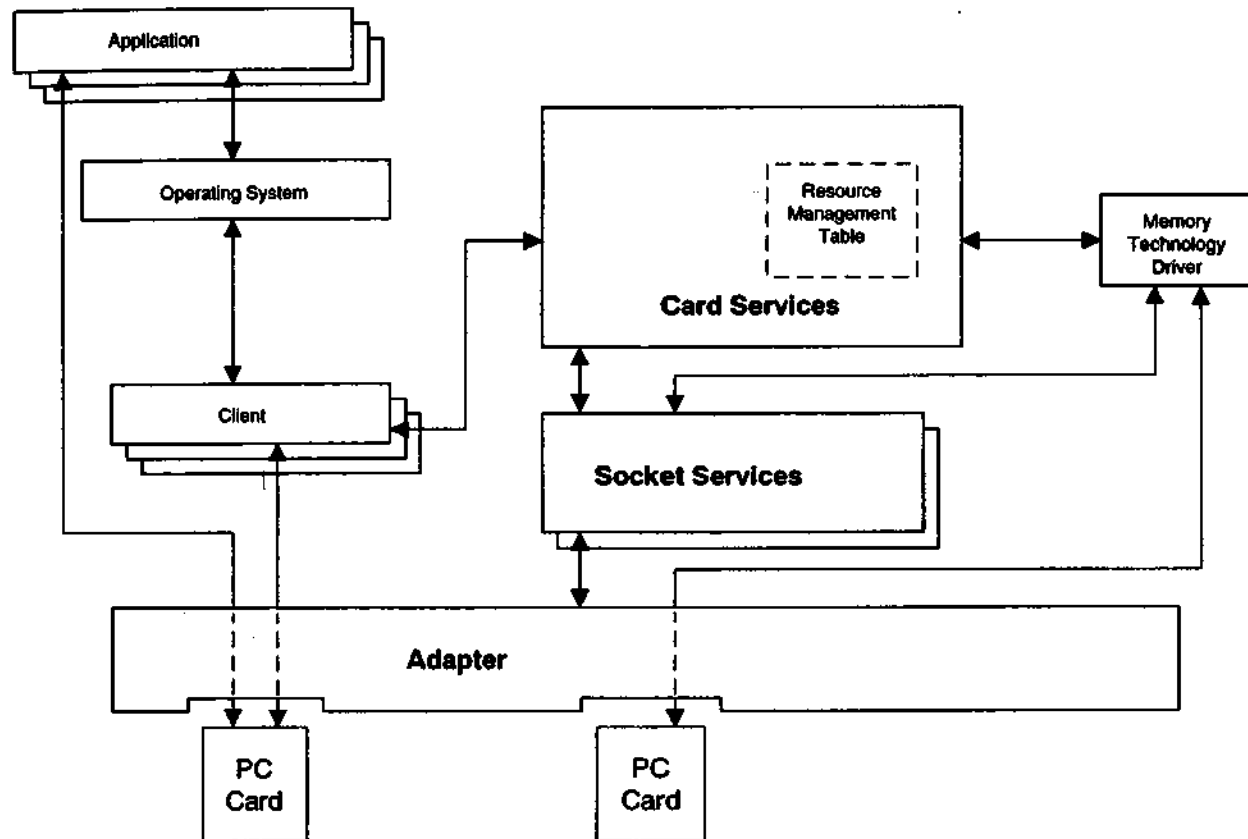 Application
Operating System
Client
Resource
Management
Table
Card Services
Memory
Technology
Driver
Socket Services
Adapter
PC
Card
PC
Card